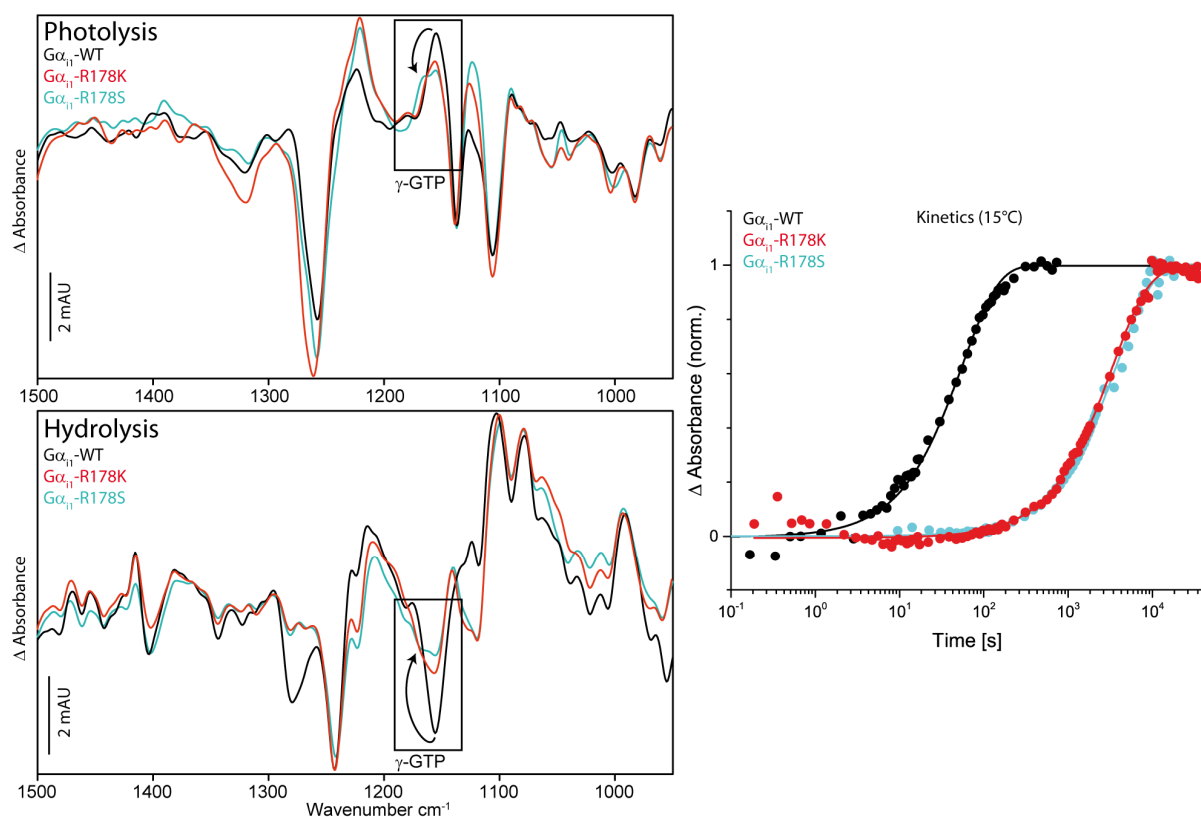 Photolysis
Gαi1-WT
Gαi1-R178K
Gαi1-R178S
γ-GTP
2 mAU
Δ Absorbance
1500 1400 1300 1200 1100 1000
Hydrolysis
Gαi1-WT
Gαi1-R178K
Gαi1-R178S
γ-GTP
2 mAU
Δ Absorbance
1500 1400 1300 1200 1100 1000
Wavenumber cm-1
Kinetics (15°C)
Gαi1-WT
Gαi1-R178K
Gαi1-R178S
1
0
Δ Absorbance (norm.)
10-1 100 101 102 103 104
Time [s]